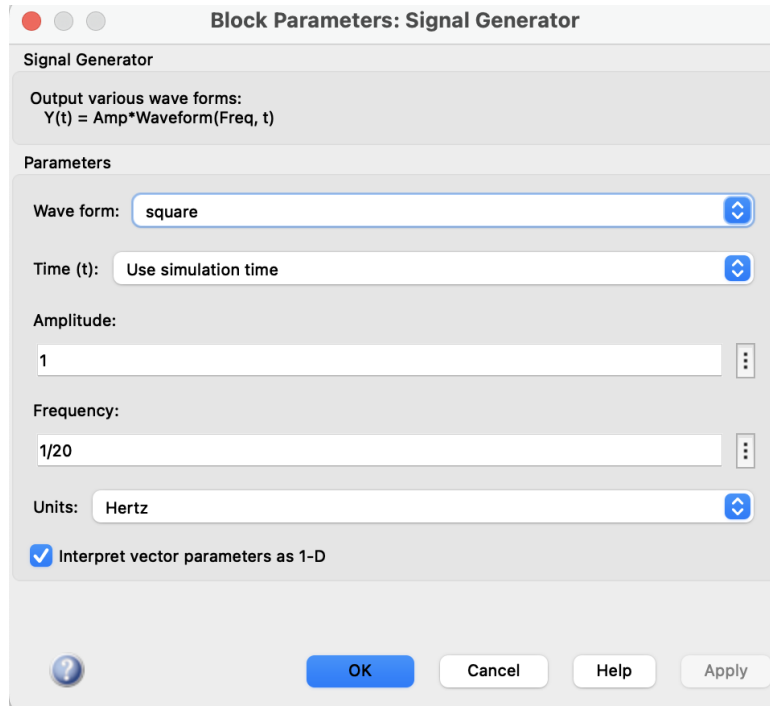 Block Parameters: Signal Generator
Signal Generator
Output various wave forms:
Y(t) = Amp*Waveform(Freq, t)
Parameters
Wave form: square
Time (t): Use simulation time
Amplitude:
1
Frequency:
1/20
Units: Hertz
Interpret vector parameters as 1-D
? OK Cancel Help Apply